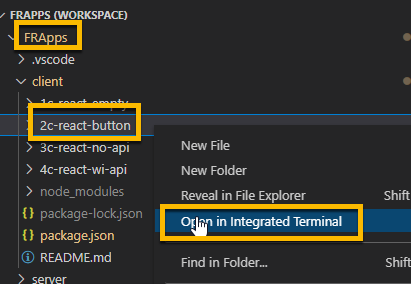 FRAPPS (WORKSPACE)
FRApps
.vscode
client
1c-react-empty
2c-react-button
3c-react-no-api
4c-react-wi-api
node_modules
package-lock.json
package.json
README.md
server
New File
New Folder
Reveal in File Explorer Shift
Open in Integrated Terminal
Find in Folder... Shift